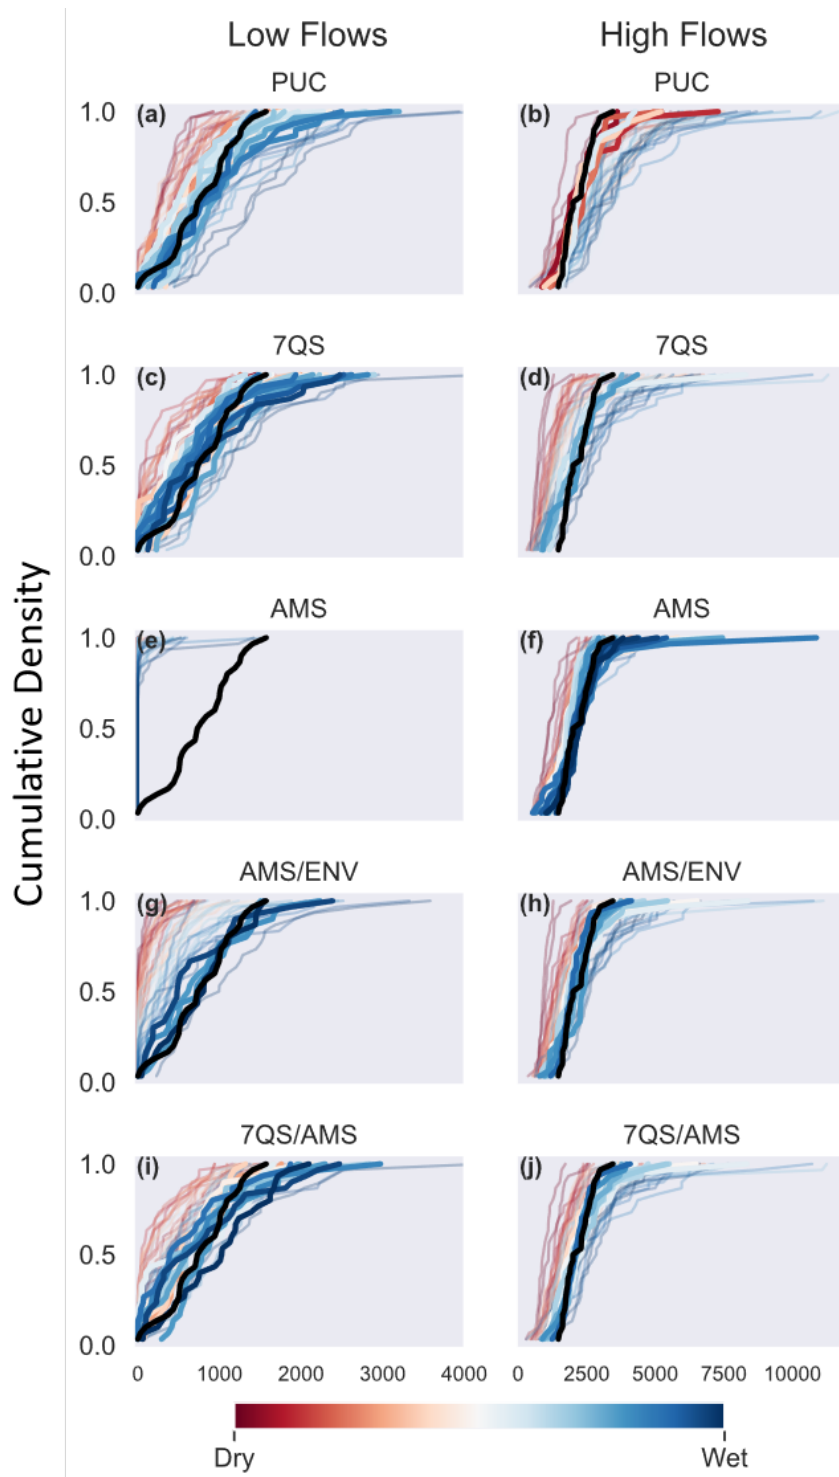 Low Flows High Flows
PUC PUC
1.0 (a) (b)
0.5
0.0
7QS 7QS
1.0 (c) (d)
0.5
0.0
AMS AMS
1.0 (e) (f)
0.5
0.0
AMS/ENV AMS/ENV
1.0 (g) (h)
0.5
0.0
7QS/AMS 7QS/AMS
1.0 (i) (j)
0.5
0.0
Cumulative Density
0 1000 2000 3000 4000 0 2500 5000 7500 10000
Dry Wet